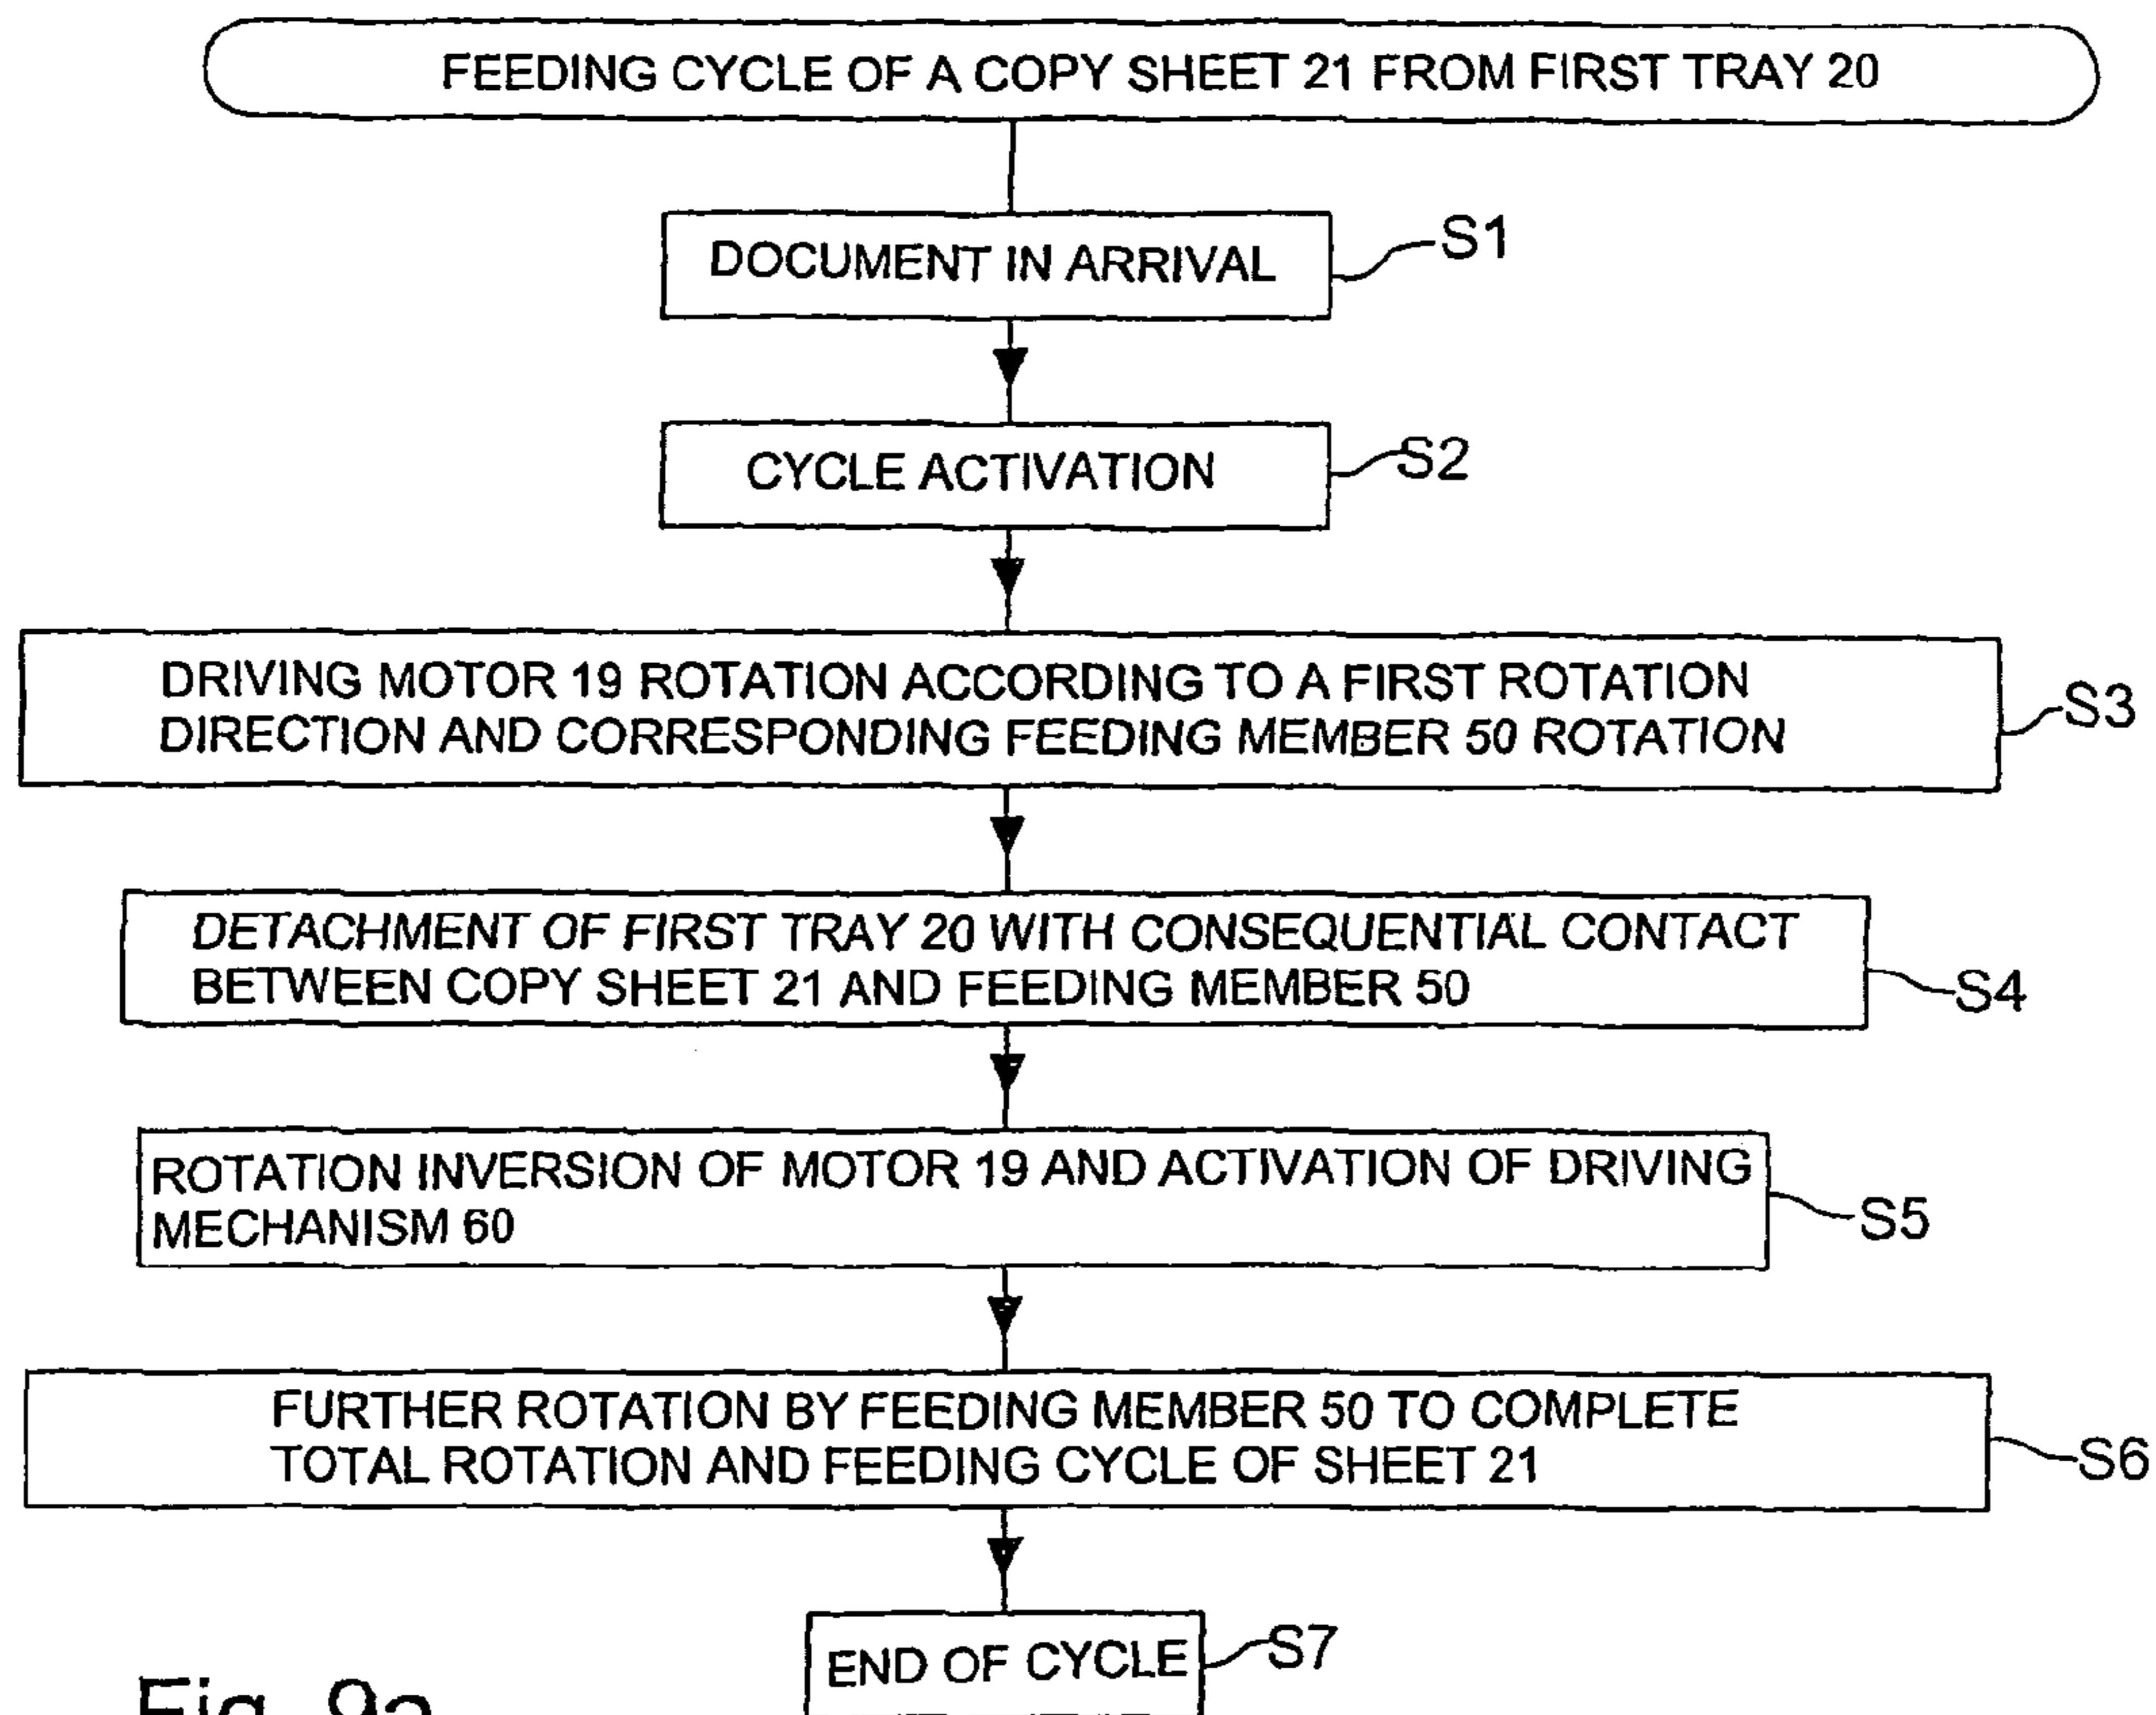 FEEDING CYCLE OF A COPY SHEET 21 FROM FIRST TRAY 20
DOCUMENT IN ARRIVAL
S1
CYCLE ACTIVATION
S2
DRIVING MOTOR 19 ROTATION ACCORDING TO A FIRST ROTATION
DIRECTION AND CORRESPONDING FEEDING MEMBER 50 ROTATION
S3
DETACHMENT OF FIRST TRAY 20 WITH CONSEQUENTIAL CONTACT
BETWEEN COPY SHEET 21 AND FEEDING MEMBER 50
S4
ROTATION INVERSION OF MOTOR 19 AND ACTIVATION OF DRIVING
MECHANISM 60
S5
FURTHER ROTATION BY FEEDING MEMBER 50 TO COMPLETE
TOTAL ROTATION AND FEEDING CYCLE OF SHEET 21
S6
END OF CYCLE
S7
Fig. 9a